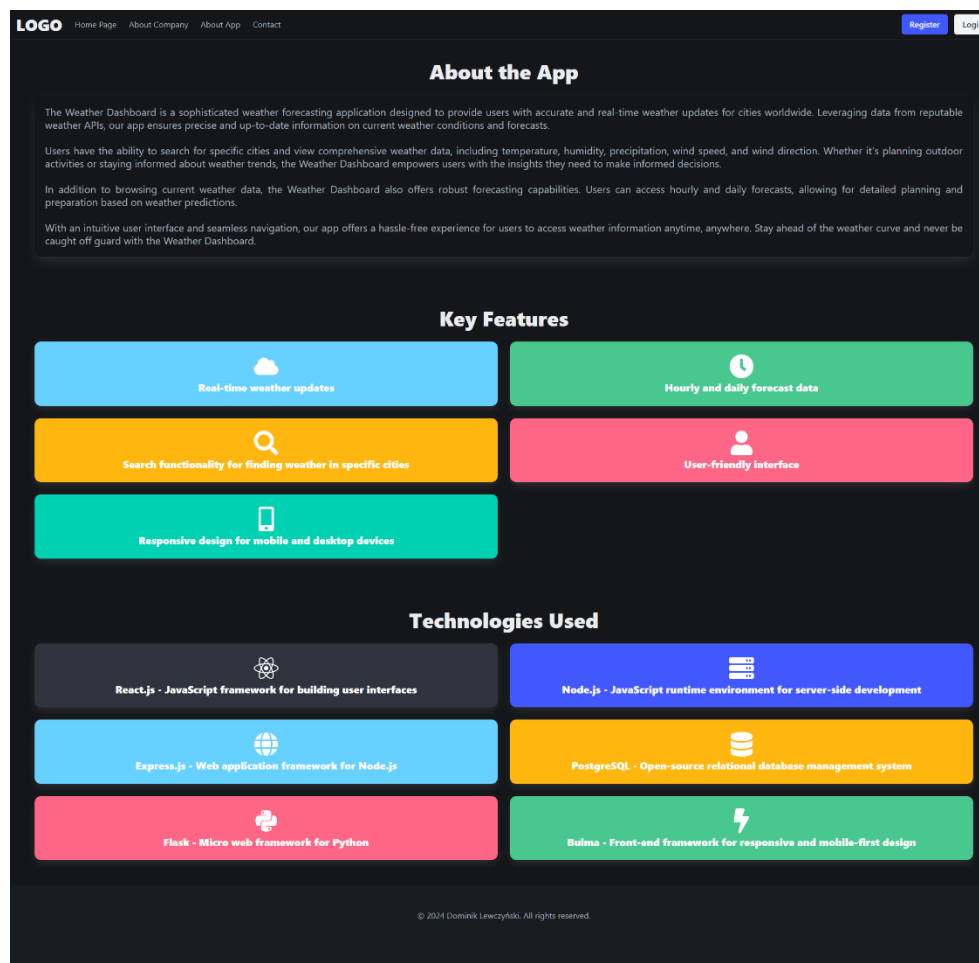 LOGO Home Page About Company About App Contact Register Logi
About the App
The Weather Dashboard is a sophisticated weather forecasting application designed to provide users with accurate and real-time weather updates for cities worldwide. Leveraging data from reputable
weather APIs, our app ensures precise and up-to-date information on current weather conditions and forecasts.
Users have the ability to search for specific cities and view comprehensive weather data, including temperature, humidity, precipitation, wind speed, and wind direction. Whether it's planning outdoor
activities or staying informed about weather trends, the Weather Dashboard empowers users with the insights they need to make informed decisions.
In addition to browsing current weather data, the Weather Dashboard also offers robust forecasting capabilities. Users can access hourly and daily forecasts, allowing for detailed planning and
preparation based on weather predictions.
With an intuitive user interface and seamless navigation, our app offers a hassle-free experience for users to access weather information anytime, anywhere. Stay ahead of the weather curve and never be
caught off guard with the Weather Dashboard.
Key Features
Real-time weather updates
Hourly and daily forecast data
Search functionality for finding weather in specific cities
User-friendly interface
Responsive design for mobile and desktop devices
Technologies Used
React.js - JavaScript framework for building user interfaces
Node.js - JavaScript runtime environment for server-side development
Express.js - Web application framework for Node.js
PostgreSQL - Open-source relational database management system
Flask - Micro web framework for Python
Bulma - Front-end framework for responsive and mobile-first design
© 2024 Dominik Lewczyński. All rights reserved.